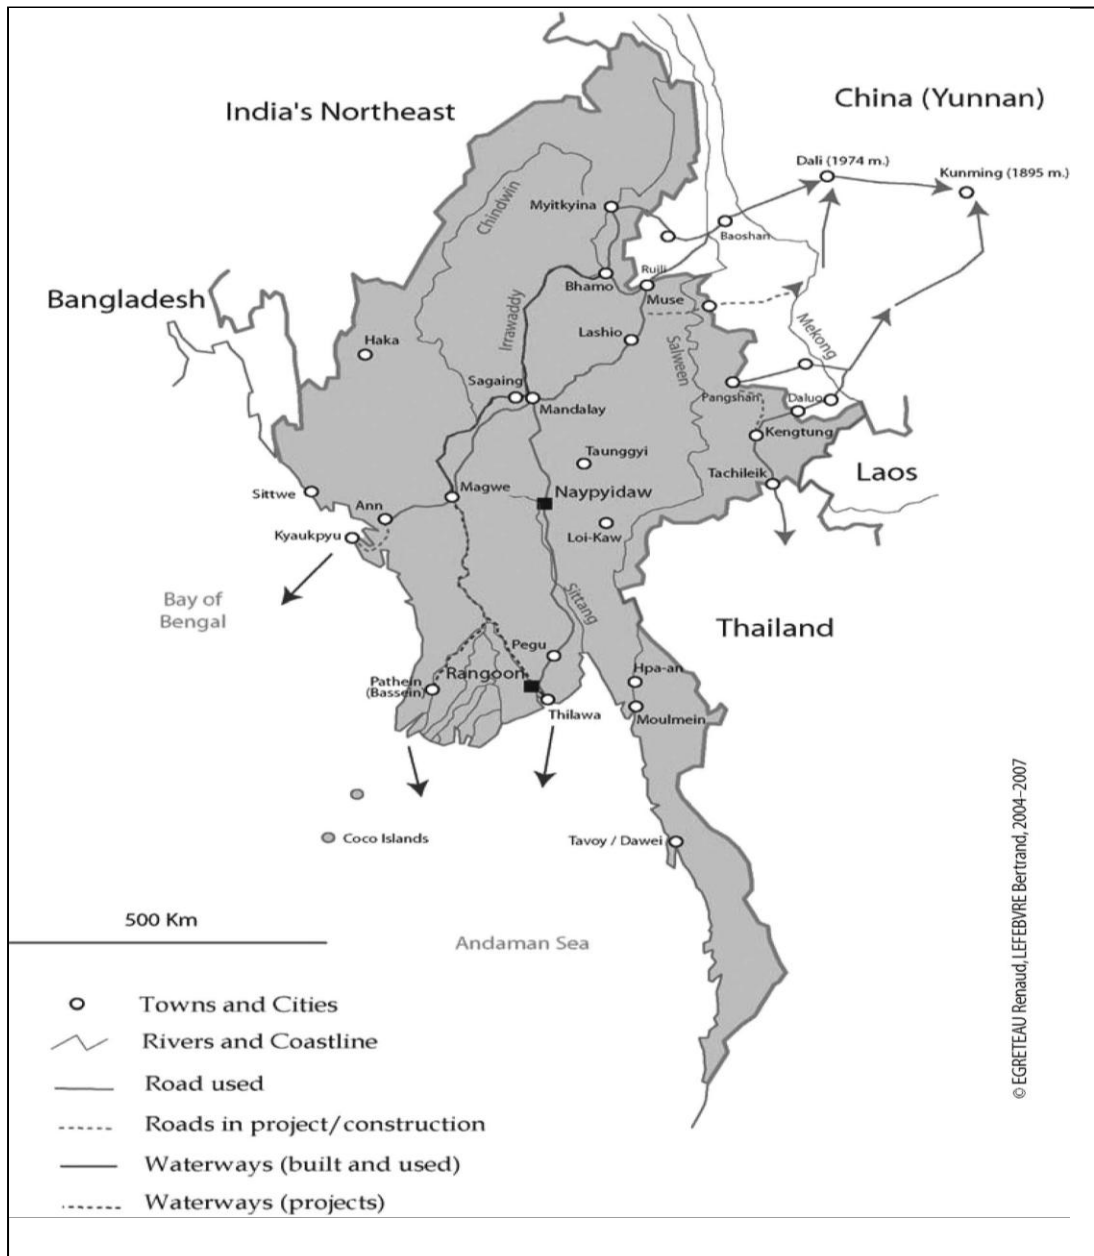 India's Northeast
China (Yunnan)
Dali (1974 m.)
Kunming (1895 m.)
Chindwin
Myitkyina
Baoshan
Ruili
Bhamo
Muse
Bangladesh
Irrawaddy
Lashio
Haka
Salween
Mekong
Sagaing
Mandalay
Pangshan
Daluo
Kengtung
Taunggyi
Tachileik
Laos
Sittwe
Magwe
Naypyidaw
Ann
Kyaukpyu
Loi-Kaw
Bay of
Bengal
Sittang
Thailand
Pegu
Rangoon
Hpa-an
Pathein
(Bassein)
Thilawa
Moulmein
Coco Islands
Tavoy / Dawei
500 Km
Andaman Sea
Towns and Cities
Rivers and Coastline
Road used
Roads in project/construction
Waterways (built and used)
Waterways (projects)
© EGRETEAU Renaud, LEFEBVRE Bertrand, 2004–2007